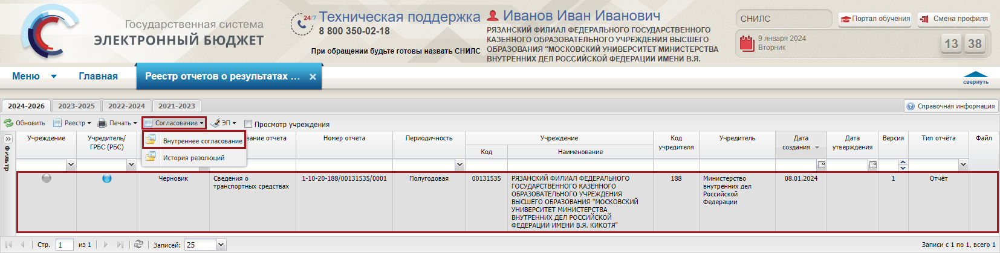 Государственная система
ЭЛЕКТРОННЫЙ БЮДЖЕТ
24/7
Техническая поддержка
8 800 350-02-18
При обращении будьте готовы назвать СНИЛС
Иванов Иван Иванович
РЯЗАНСКИЙ ФИЛИАЛ ФЕДЕРАЛЬНОГО ГОСУДАРСТВЕННОГО
КАЗЕННОГО ОБРАЗОВАТЕЛЬНОГО УЧРЕЖДЕНИЯ ВЫСШЕГО
ОБРАЗОВАНИЯ "МОСКОВСКИЙ УНИВЕРСИТЕТ МИНИСТЕРСТВА
ВНУТРЕННИХ ДЕЛ РОССИЙСКОЙ ФЕДЕРАЦИИ ИМЕНИ В.Я.
СНИЛС
Портал обучения
Смена профиля
9 января 2024
Вторник
13 38
Меню
Главная
Реестр отчетов о результатах ...
свернуть
2024-2026
2023-2025
2022-2024
2021-2023
Справочная информация
Обновить
Реестр
Печать
Согласование
ЭП
Просмотр учреждения
Внутреннее согласование
История резолюций
Фильтр
Учреждение
Учредитель/
ГРБС (РБС)
вание отчета
Номер отчета
Периодичность
Учреждение
Код
Наименование
Код
учредителя
Учредитель
Дата
создания
Дата
утверждения
Версия
Тип отчёта
Файл
Черновик
Сведения о
транспортных средствах
1-10-20-188/00131535/0001
Полугодовая
00131535
РЯЗАНСКИЙ ФИЛИАЛ ФЕДЕРАЛЬНОГО
ГОСУДАРСТВЕННОГО КАЗЕННОГО
ОБРАЗОВАТЕЛЬНОГО УЧРЕЖДЕНИЯ
ВЫСШЕГО ОБРАЗОВАНИЯ "МОСКОВСКИЙ
УНИВЕРСИТЕТ МИНИСТЕРСТВА
ВНУТРЕННИХ ДЕЛ РОССИЙСКОЙ
ФЕДЕРАЦИИ ИМЕНИ В.Я. КИКОТЯ"
188
Министерство
внутренних дел
Российской
Федерации
08.01.2024
1
Отчёт
Стр. 1 из 1
Записей: 25
Записи с 1 по 1, всего 1